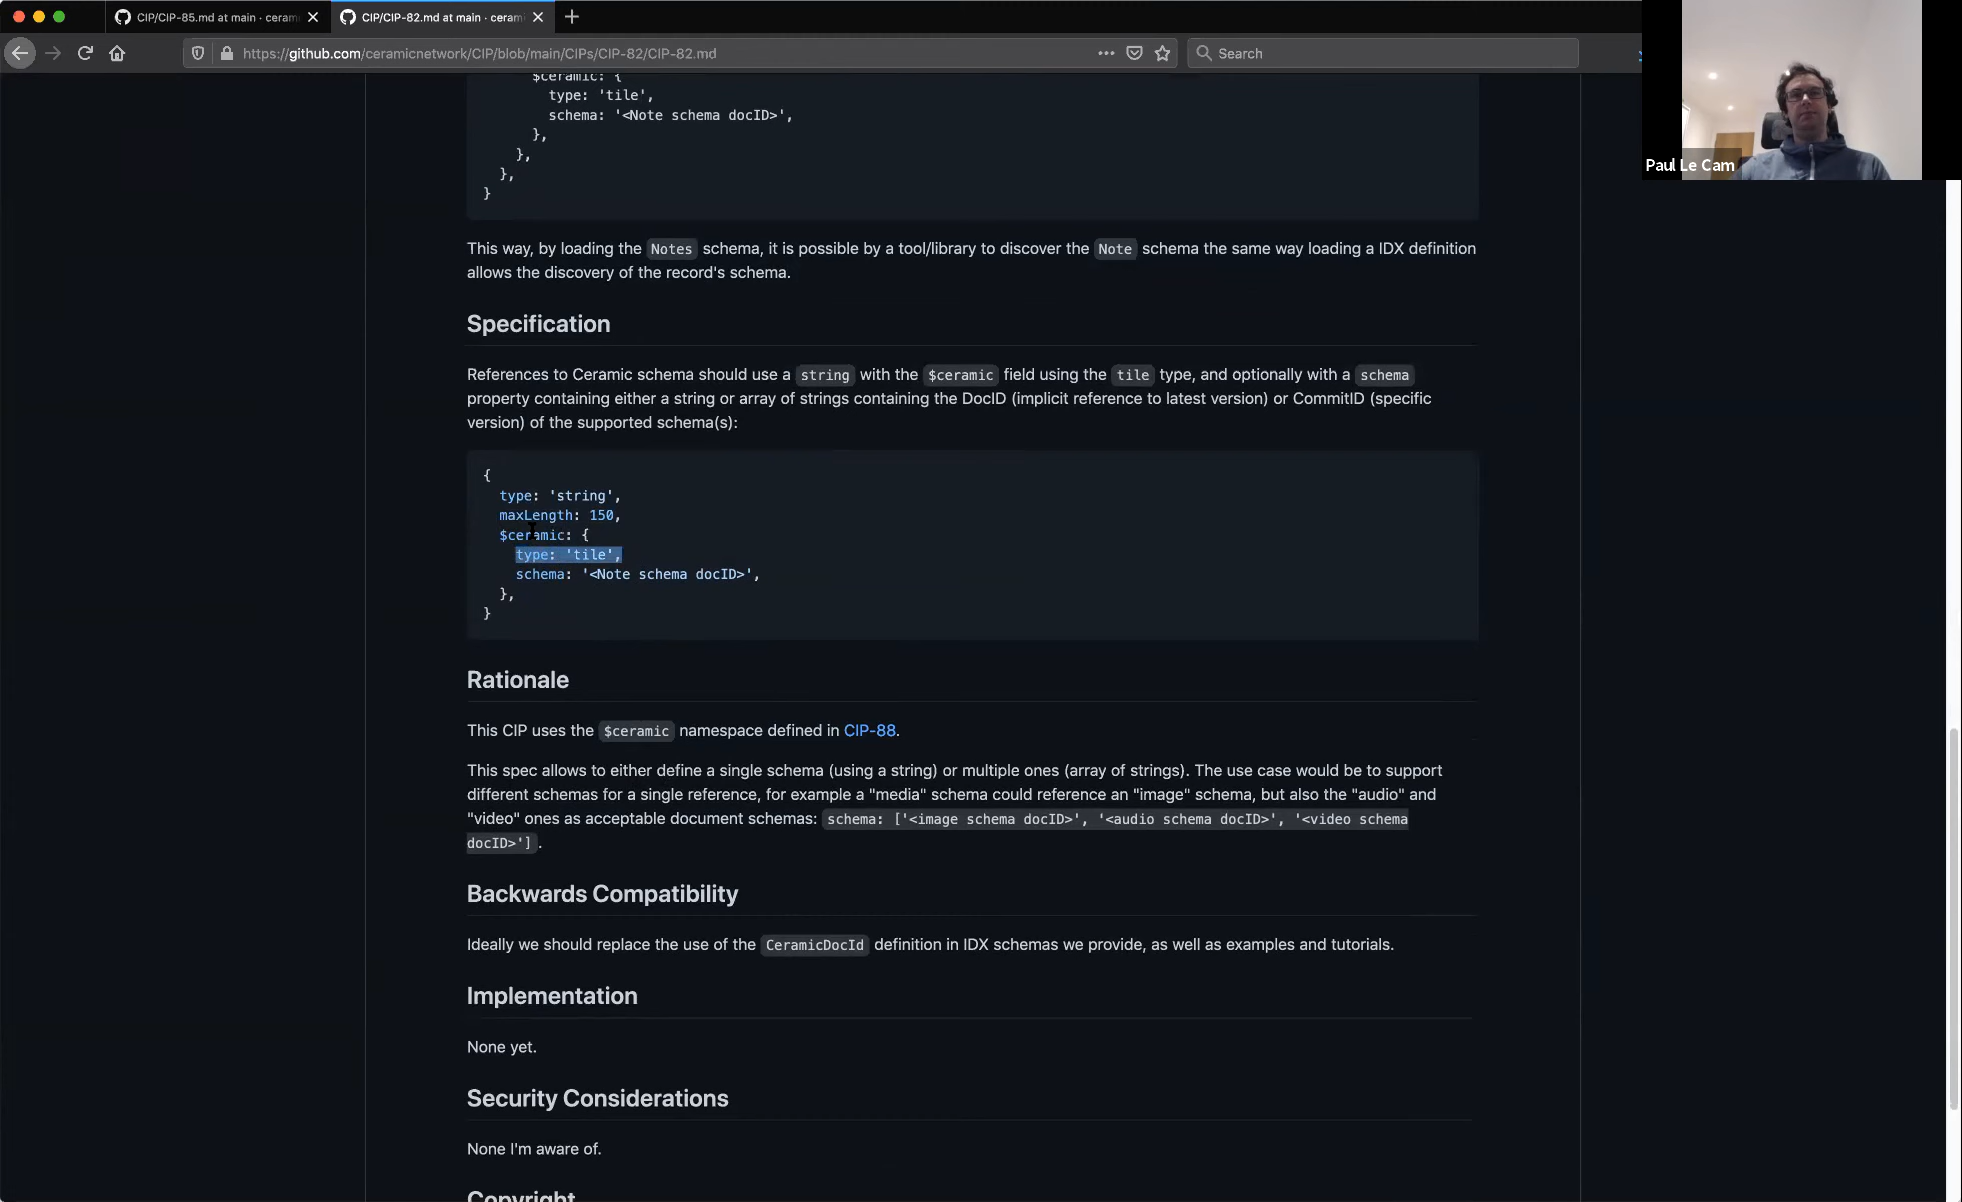 CIP/CIP-85.md at main · ceram
CIP/CIP-82.md at main · ceram
https://github.com/ceramicnetwork/CIP/blob/main/CIPs/CIP-82/CIP-82.md
Search
Paul Le Cam
$ceramic: {
type: 'tile',
schema: '<Note schema docID>',
},
},
},
}
This way, by loading the Notes schema, it is possible by a tool/library to discover the Note schema the same way loading a IDX definition
allows the discovery of the record's schema.
Specification
References to Ceramic schema should use a string with the $ceramic field using the tile type, and optionally with a schema
property containing either a string or array of strings containing the DocID (implicit reference to latest version) or CommitID (specific
version) of the supported schema(s):
{
type: 'string',
maxLength: 150,
$ceramic: {
type: 'tile',
schema: '<Note schema docID>',
},
}
Rationale
This CIP uses the $ceramic namespace defined in CIP-88.
This spec allows to either define a single schema (using a string) or multiple ones (array of strings). The use case would be to support
different schemas for a single reference, for example a "media" schema could reference an "image" schema, but also the "audio" and
"video" ones as acceptable document schemas: schema: ['<image schema docID>', '<audio schema docID>', '<video schema
docID>'] .
Backwards Compatibility
Ideally we should replace the use of the CeramicDocId definition in IDX schemas we provide, as well as examples and tutorials.
Implementation
None yet.
Security Considerations
None I'm aware of.
Copyright